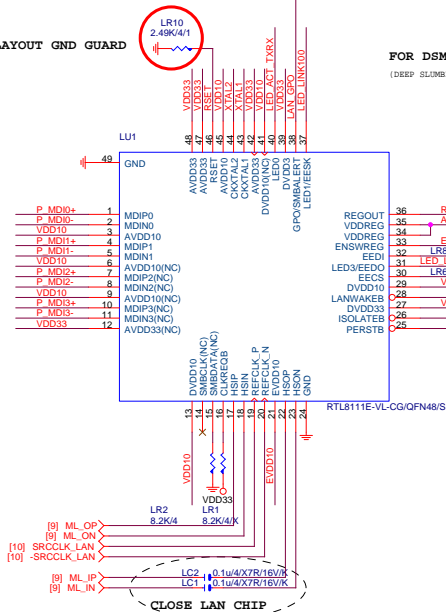 LR10
2.49K/4/1
LAYOUT GND GUARD
FOR DSM
(DEEP SLUMB
VDD33
VDD33
RSET
VDD10
XTAL2
XTAL1
VDD33
VDD10
LED_ACT_TXRX
VDD33
LAN_GPO
LED_LINK100
LU1
48
47
46
45
44
43
42
41
40
39
38
37
AVDD33
AVDD33
RSET
AVDD10
CKXTAL2
CKXTAL1
AVDD33
DVDD10(NC)
LED0
DVDD3
GPO/SMBALERT
LED1/EESK
49 GND
P_MDI0+ 1 MDIP0
P_MDI0- 2 MDIN0
VDD10 3 AVDD10
P_MDI1+ 4 MDIP1
P_MDI1- 5 MDIN1
VDD10 6 AVDD10(NC)
P_MDI2+ 7 MDIP2(NC)
P_MDI2- 8 MDIN2(NC)
VDD10 9 AVDD10(NC)
P_MDI3+ 10 MDIP3(NC)
P_MDI3- 11 MDIN3(NC)
VDD33 12 AVDD33(NC)
REGOUT 36
VDDREG 35
VDDREG 34
ENSWREG 33
EEDI 32 LR8
LED3/EEDO 31 LED_L
EECS 30 LR6
DVDD10 29
LANWAKEB 28
DVDD33 27
ISOLATEB 26
PERSTB 25
DVDD10
SMBCLK(NC)
SMBDATA(NC)
CLKREQB
HSIP
HSIN
REFCLK_P
REFCLK_N
EVDD10
HSOP
HSON
GND
13
14
15
16
17
18
19
20
21
22
23
24
RTL8111E-VL-CG/QFN48/S
VDD10
EVDD10
VDD33
LR2 LR1
8.2K/4 8.2K/4/X
[9] ML_OP
[9] ML_ON
[10] SRCCLK_LAN
[10] -SRCCLK_LAN
[9] ML_IP LC2 0.1u/4/X7R/16V/K
[9] ML_IN LC1 0.1u/4/X7R/16V/K
CLOSE LAN CHIP